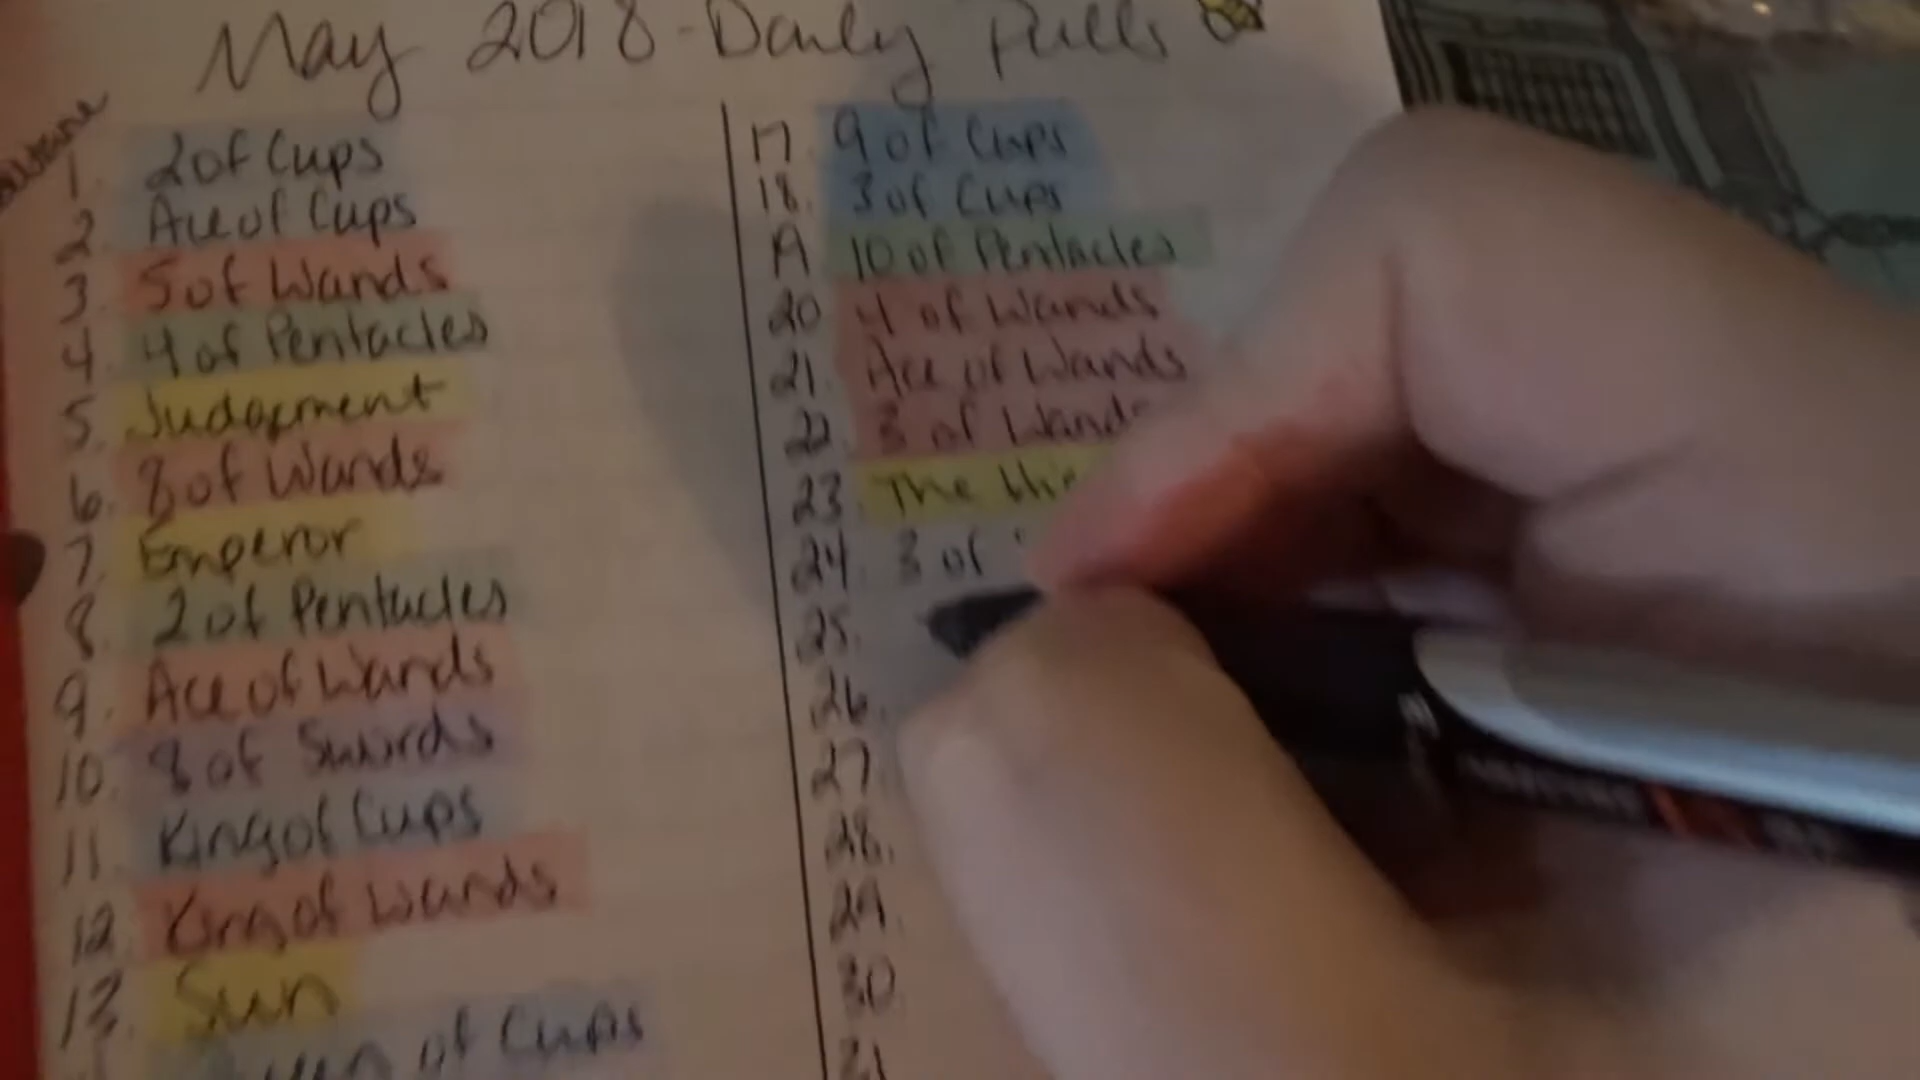 May 2018 - Daily Pulls
1. 2 of Cups
2. Ace of Cups
3. 5 of Wands
4. 4 of Pentacles
5. Judgement
6. 8 of Wands
7. Emperor
8. 2 of Pentacles
9. Ace of Wands
10. 8 of Swords
11. King of Cups
12. King of Wands
13. Sun
of Cups
17. 9 of Cups
18. 3 of Cups
19 10 of Pentacles
20 4 of Wands
21. Ace of Wands
22. 3 of Wands
23. The
24. 3 of
25.
26.
27.
28.
29.
30
31